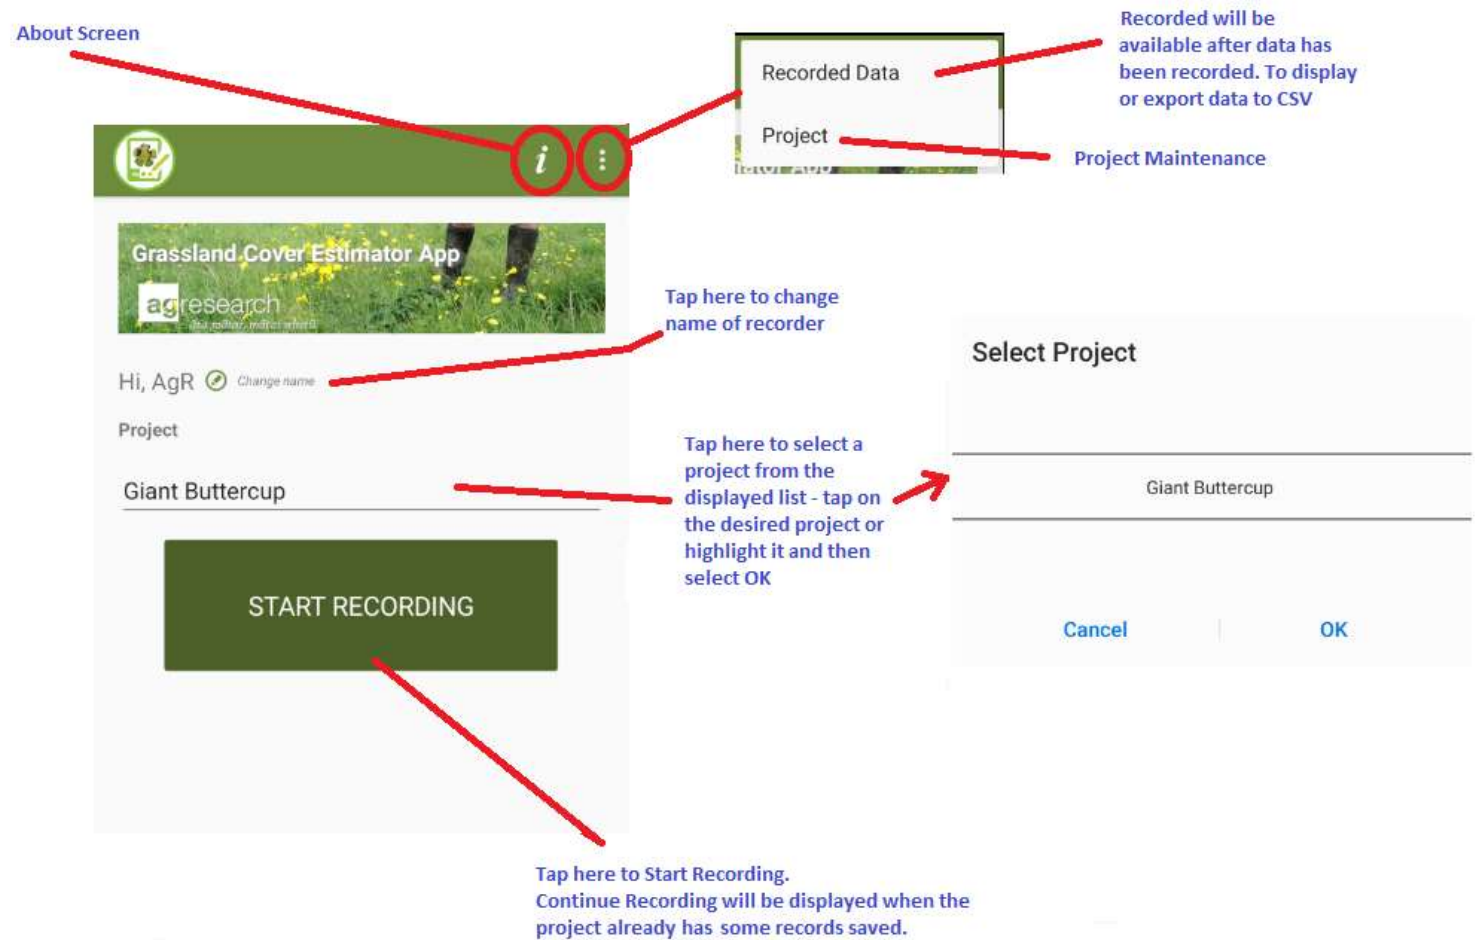 About Screen
Recorded Data
Project
Recorded will be
available after data has
been recorded. To display
or export data to CSV
Project Maintenance
i
Grassland Cover Estimator App
agresearch
Hi, AgR Change name
Project
Giant Buttercup
START RECORDING
Tap here to change
name of recorder
Tap here to select a
project from the
displayed list - tap on
the desired project or
highlight it and then
select OK
Select Project
Giant Buttercup
Cancel OK
Tap here to Start Recording.
Continue Recording will be displayed when the
project already has some records saved.